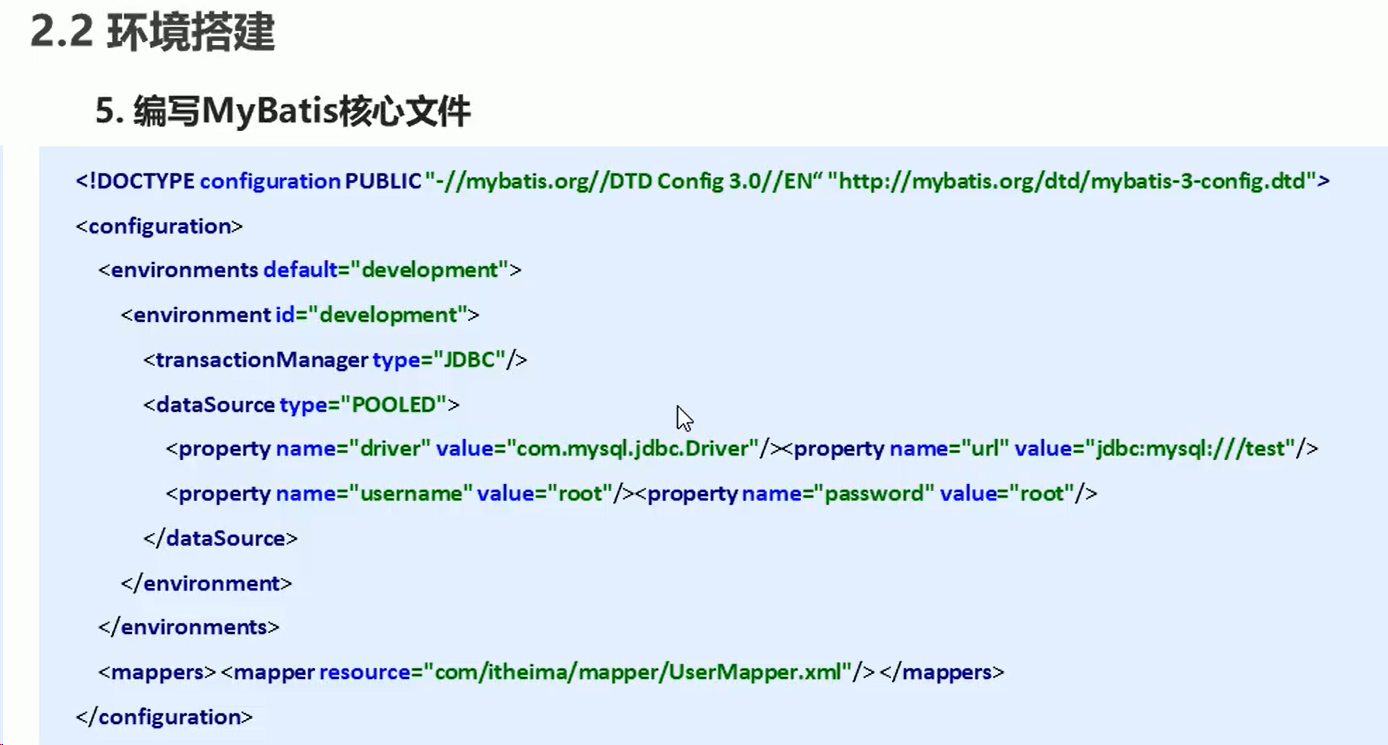 2.2 环境搭建
5. 编写MyBatis核心文件
<!DOCTYPE configuration PUBLIC "-//mybatis.org//DTD Config 3.0//EN“ "http://mybatis.org/dtd/mybatis-3-config.dtd">
<configuration>
<environments default="development">
<environment id="development">
<transactionManager type="JDBC"/>
<dataSource type="POOLED">
<property name="driver" value="com.mysql.jdbc.Driver"/><property name="url" value="jdbc:mysql:///test"/>
<property name="username" value="root"/><property name="password" value="root"/>
</dataSource>
</environment>
</environments>
<mappers> <mapper resource="com/itheima/mapper/UserMapper.xml"/> </mappers>
</configuration>